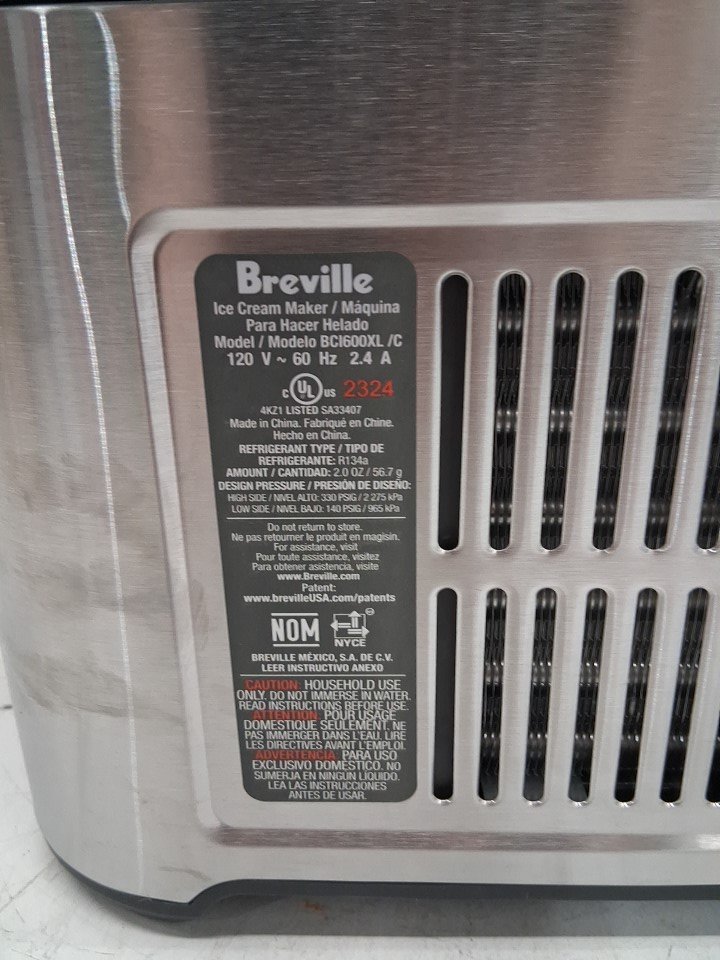 Breville
Ice Cream Maker / Máquina
Para Hacer Helado
Model / Modelo BCI600XL /C
120 V ~ 60 Hz 2.4 A
C UL US 2324
4KZ1 LISTED SA33407
Made in China. Fabriqué en Chine.
Hecho en China.
REFRIGERANT TYPE / TIPO DE
REFRIGERANTE: R134a
AMOUNT / CANTIDAD: 2.0 OZ / 56.7 g
DESIGN PRESSURE / PRESIÓN DE DISEÑO:
HIGH SIDE / NIVEL ALTO: 330 PSIG / 2 275 kPa
LOW SIDE / NIVEL BAJO: 140 PSIG / 965 kPa
Do not return to store.
Ne pas retourner le produit en magisin.
For assistance, visit
Pour toute assistance, visitez
Para obtener asistencia, visite
www.Breville.com
Patent:
www.brevilleUSA.com/patents
NOM
NYCE
BREVILLE MÉXICO, S.A. DE C.V.
LEER INSTRUCTIVO ANEXO
CAUTION: HOUSEHOLD USE
ONLY. DO NOT IMMERSE IN WATER.
READ INSTRUCTIONS BEFORE USE.
ATTENTION: POUR USAGE
DOMESTIQUE SEULEMENT. NE
PAS IMMERGER DANS L'EAU. LIRE
LES DIRECTIVES AVANT L'EMPLOI.
ADVERTENCIA: PARA USO
EXCLUSIVO DOMÉSTICO. NO
SUMERJA EN NINGUN LÍQUIDO.
LEA LAS INSTRUCCIONES
ANTES DE USAR.